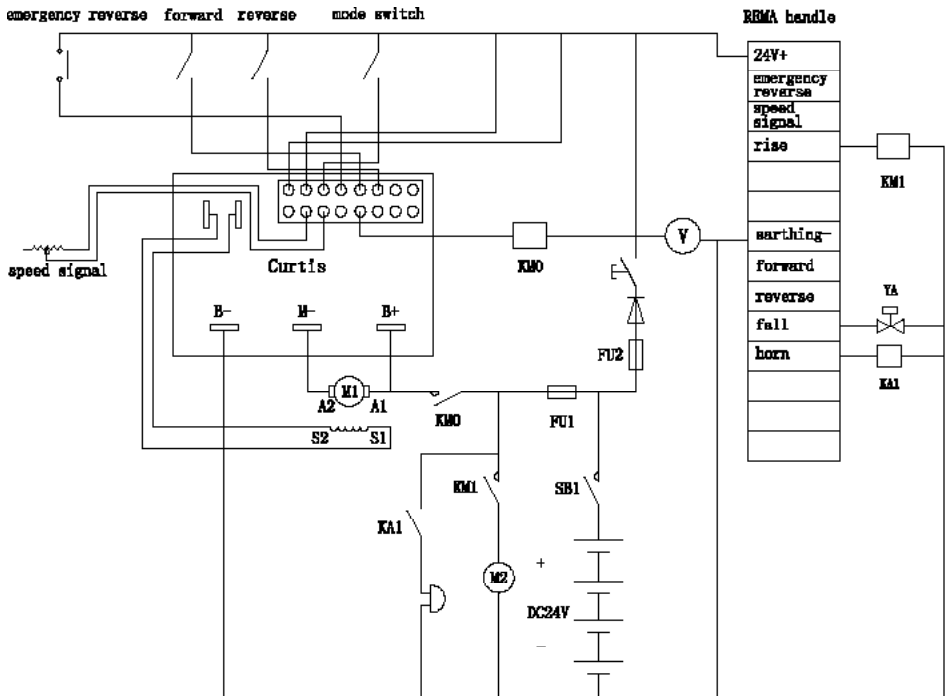 emergency reverse
forward
reverse
mode switch
REMA handle
24V+
emergency
reverse
speed
signal
rise
KM1
earthing-
forward
reverse
YA
fall
horn
KA1
speed signal
Curtis
KM0
V
B-
M-
B+
FU2
M1
A2
A1
KM0
FU1
S2
S1
KM1
SB1
KA1
+
M2
DC24V
-